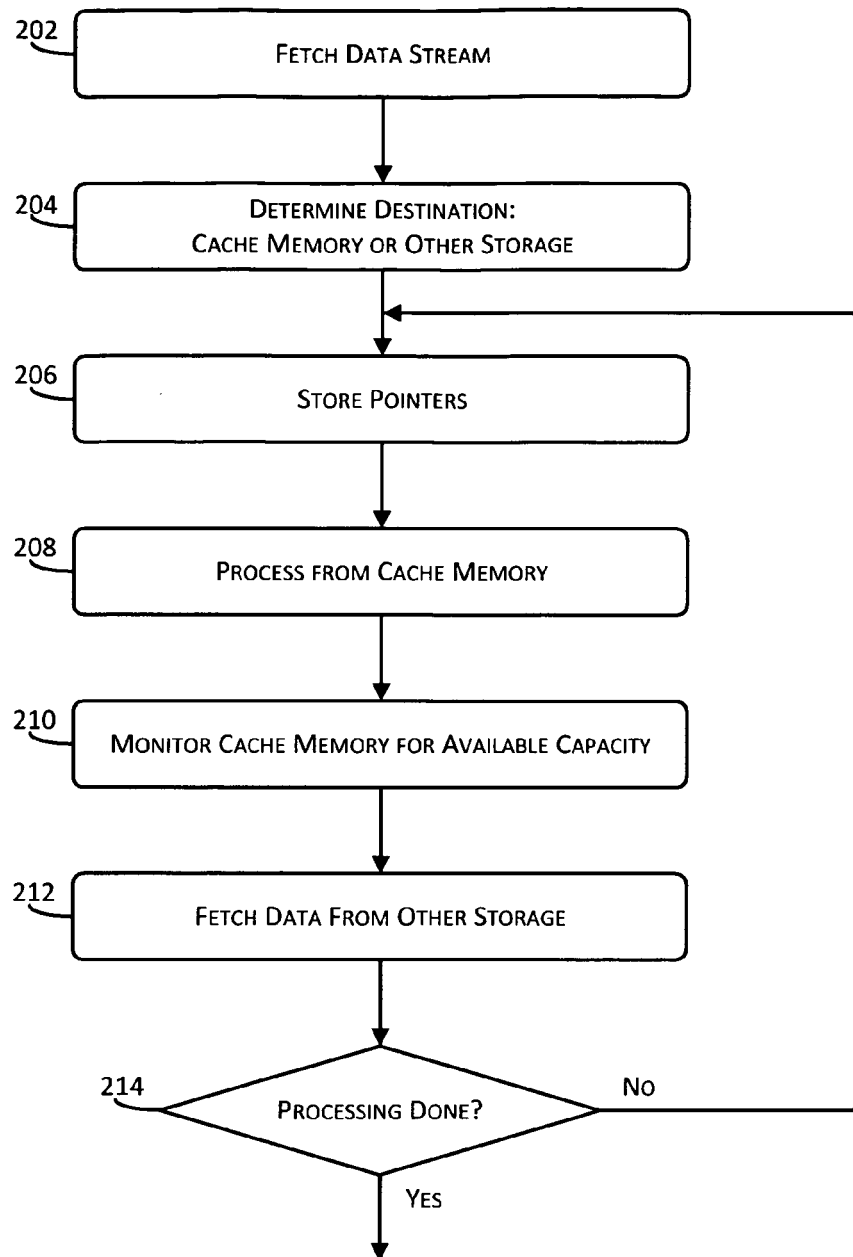 202
FETCH DATA STREAM
204
DETERMINE DESTINATION:
CACHE MEMORY OR OTHER STORAGE
206
STORE POINTERS
208
PROCESS FROM CACHE MEMORY
210
MONITOR CACHE MEMORY FOR AVAILABLE CAPACITY
212
FETCH DATA FROM OTHER STORAGE
214
PROCESSING DONE?
NO
YES